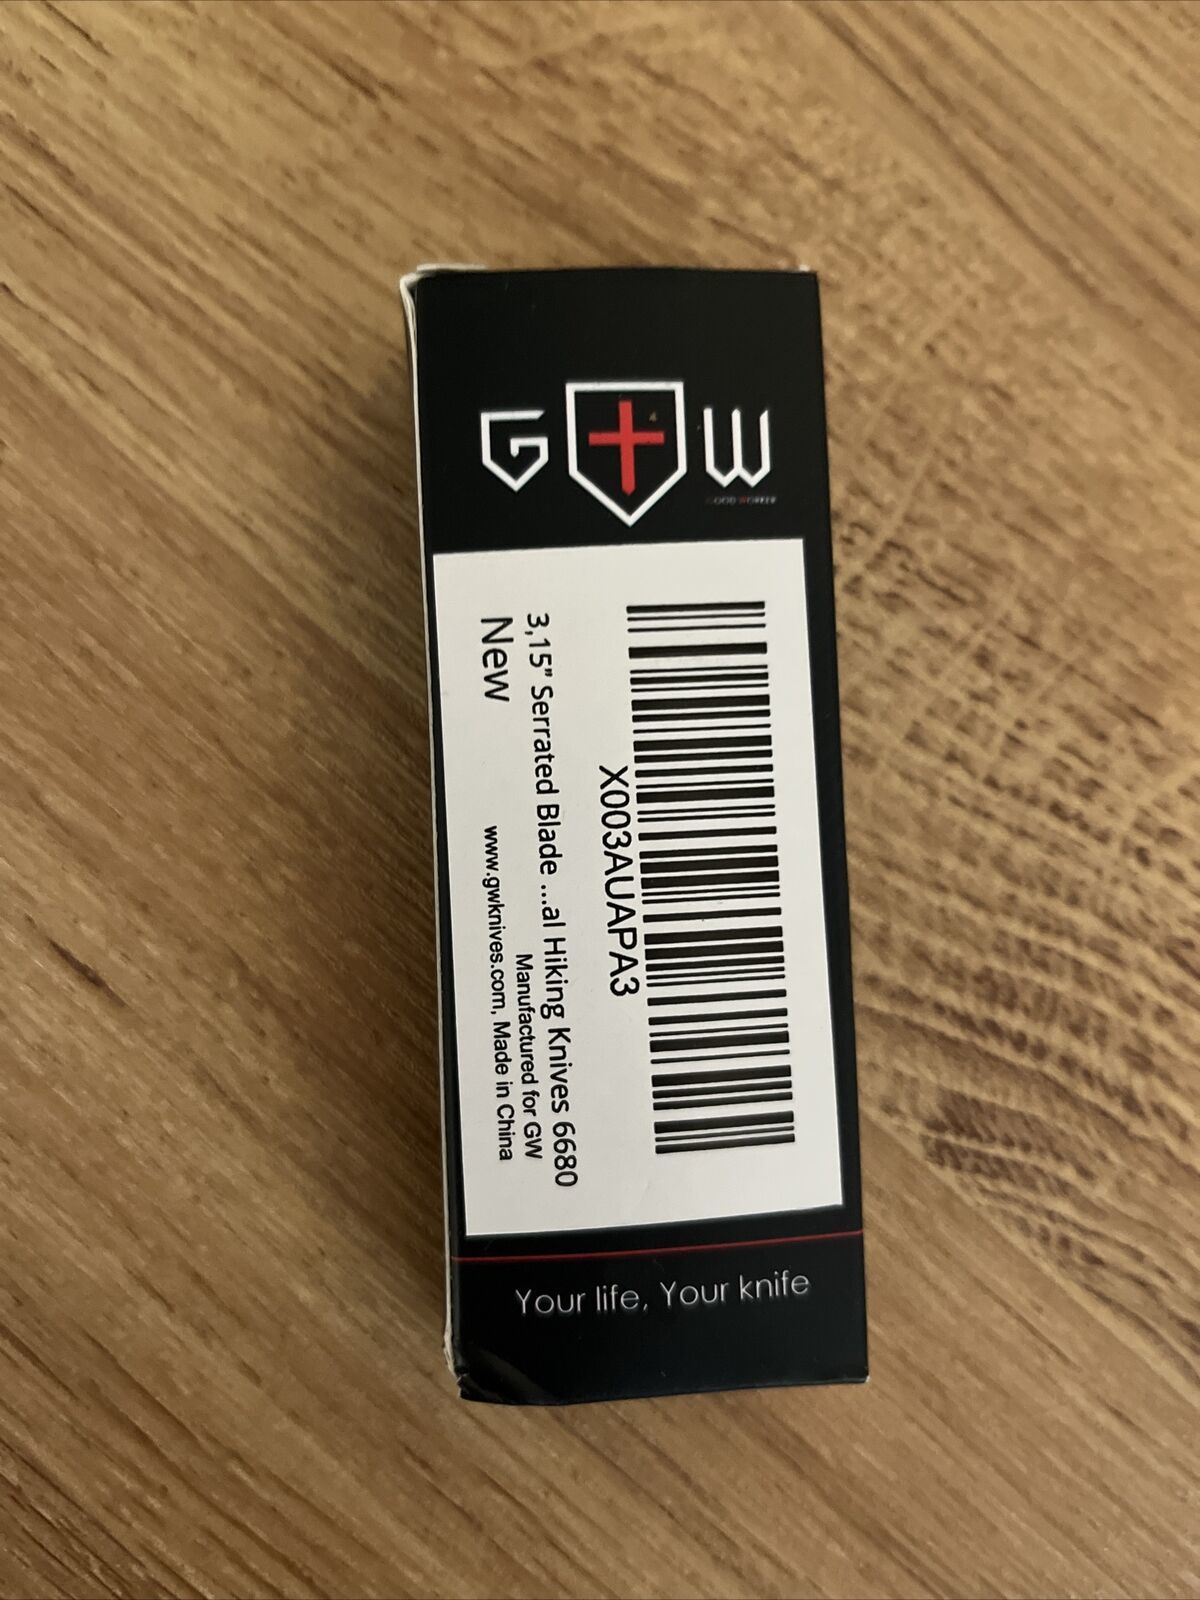 G W
GOOD WORKER
X003AUAPA3
3,15" Serrated Blade ...al Hiking Knives 6680
New
Manufactured for GW
www.gwknives.com, Made in China
Your life, Your knife